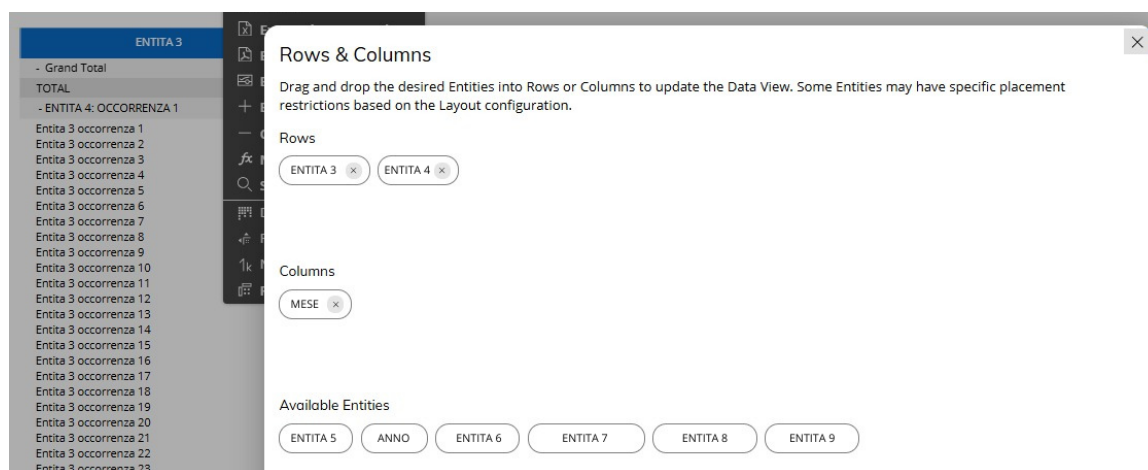 ENTITA 3
- Grand Total
TOTAL
- ENTITA 4: OCCORRENZA 1
Entita 3 occorrenza 1
Entita 3 occorrenza 2
Entita 3 occorrenza 3
Entita 3 occorrenza 4
Entita 3 occorrenza 5
Entita 3 occorrenza 6
Entita 3 occorrenza 7
Entita 3 occorrenza 8
Entita 3 occorrenza 9
Entita 3 occorrenza 10
Entita 3 occorrenza 11
Entita 3 occorrenza 12
Entita 3 occorrenza 13
Entita 3 occorrenza 14
Entita 3 occorrenza 15
Entita 3 occorrenza 16
Entita 3 occorrenza 17
Entita 3 occorrenza 18
Entita 3 occorrenza 19
Entita 3 occorrenza 20
Entita 3 occorrenza 21
Entita 3 occorrenza 22
Entita 3 occorrenza 23
fx
1k
Rows & Columns
Drag and drop the desired Entities into Rows or Columns to update the Data View. Some Entities may have specific placement
restrictions based on the Layout configuration.
Rows
ENTITA 3 ENTITA 4
Columns
MESE
Available Entities
ENTITA 5 ANNO ENTITA 6 ENTITA 7 ENTITA 8 ENTITA 9